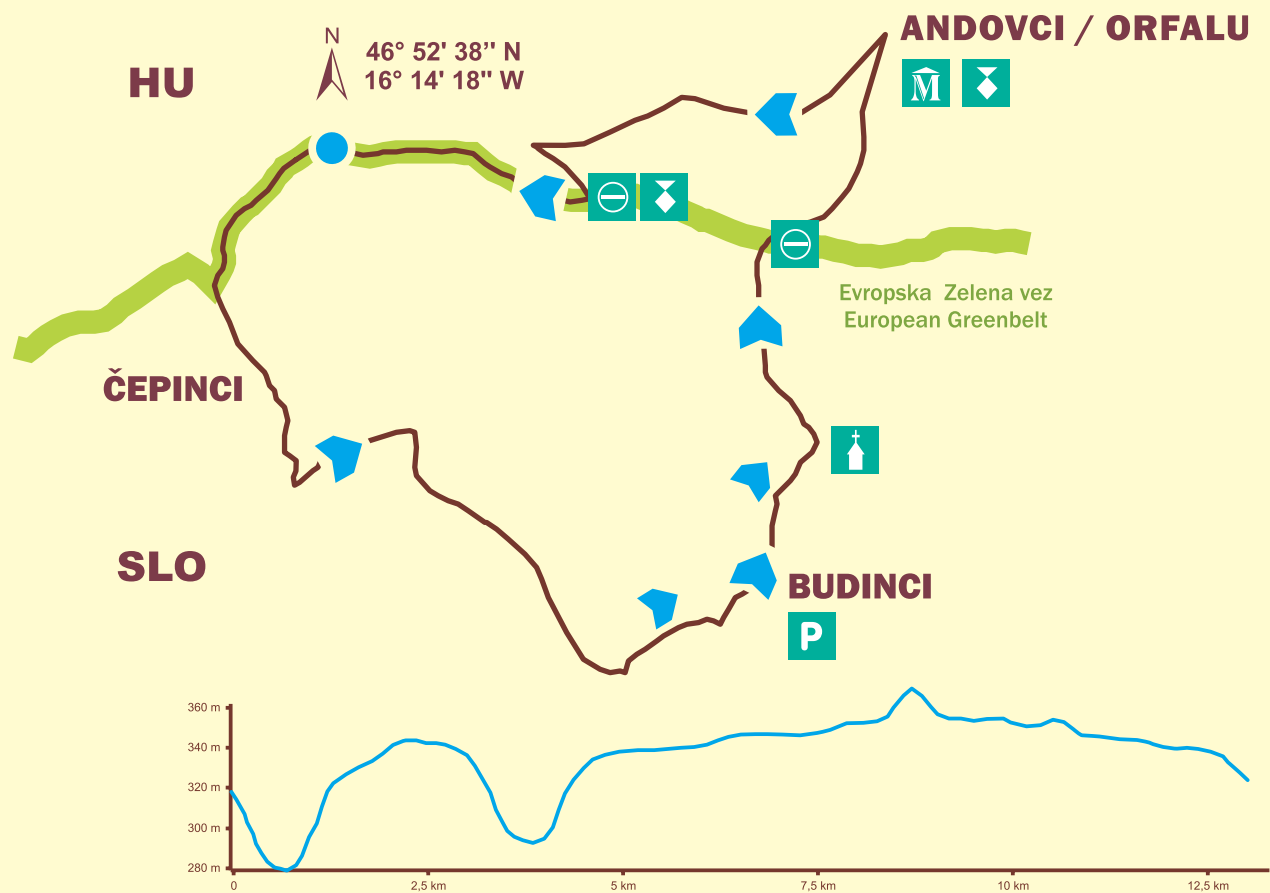 ANDOVCI / ORFALU
N
46° 52' 38'' N
16° 14' 18" W
HU
M
Evropska Zelena vez
European Greenbelt
ČEPINCI
SLO
BUDINCI
P
360 m
340 m
320 m
300 m
280 m
0
2,5 km
5 km
7,5 km
10 km
12,5 km